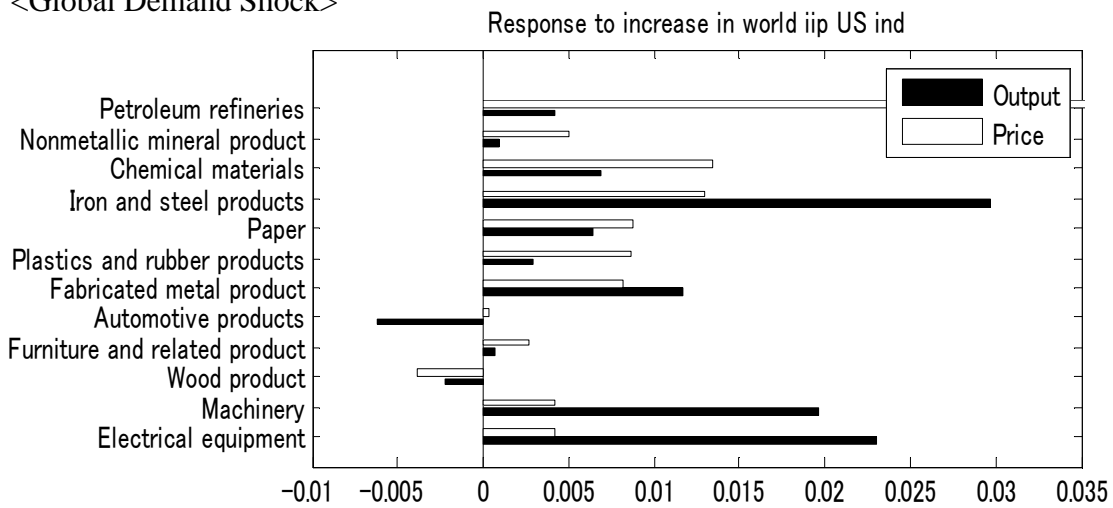 <Global Demand Shock>
Response to increase in world iip US ind
Output
Price
Petroleum refineries
Nonmetallic mineral product
Chemical materials
Iron and steel products
Paper
Plastics and rubber products
Fabricated metal product
Automotive products
Furniture and related product
Wood product
Machinery
Electrical equipment
-0.01 -0.005 0 0.005 0.01 0.015 0.02 0.025 0.03 0.035